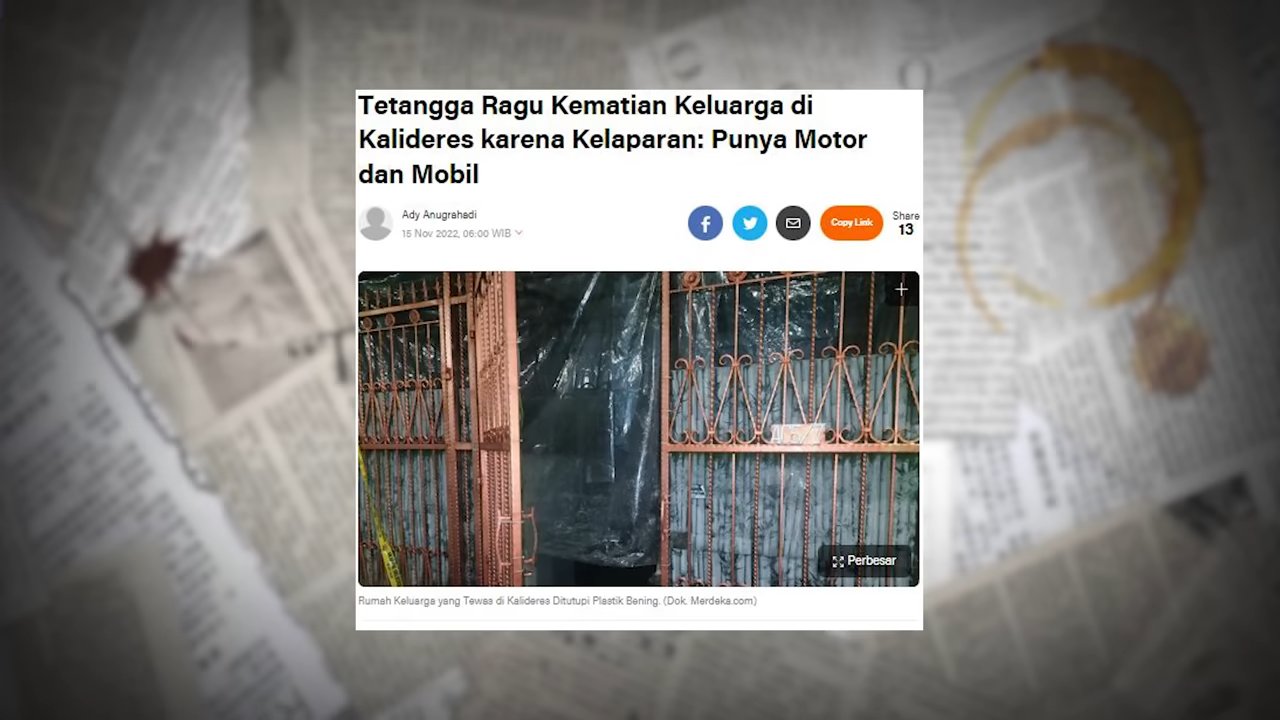 Tetangga Ragu Kematian Keluarga di
Kalideres karena Kelaparan: Punya Motor
dan Mobil
Ady Anugrahadi
15 Nov 2022, 06:00 WIB
Copy Link
Share
13
Perbesar
Rumah Keluarga yang Tewas di Kalideres Ditutupi Plastik Bening. (Dok. Merdeka.com)